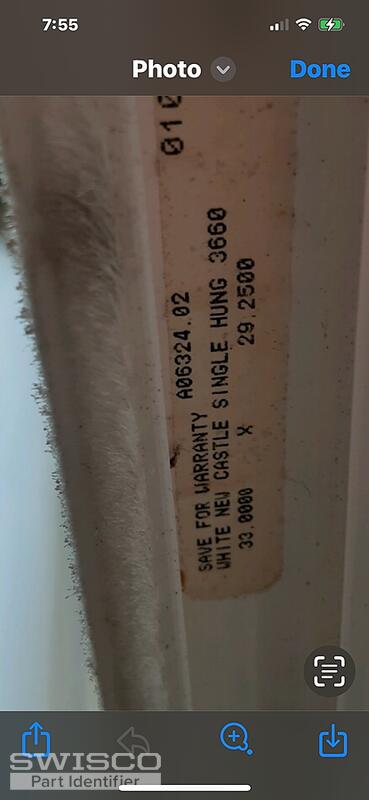 7:55
Photo
Done
010
A06324.02
SAVE FOR WARRANTY
WHITE NEW CASTLE SINGLE HUNG 3660
33.0000 X 29.2500
SWISCO
Part Identifier